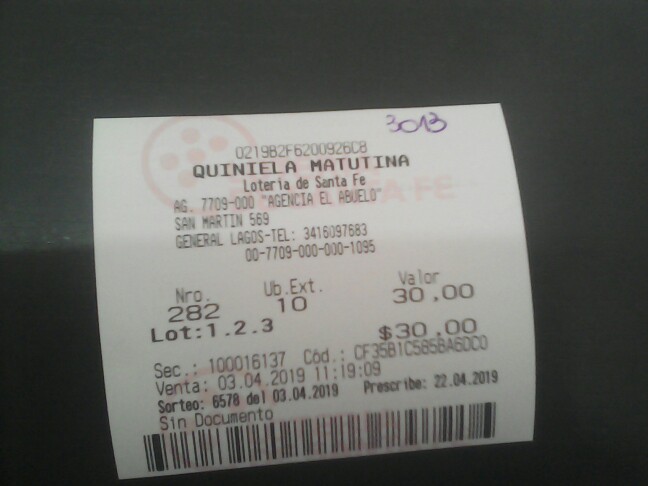 3013
0219B2F6200926C8
QUINIELA MATUTINA
Lotería de Santa Fe
AG. 7709-000 "AGENCIA EL ABUELO"
SAN MARTIN 569
GENERAL LAGOS-TEL: 3416097683
00-7709-000-000-1095
Nro. Ub.Ext. Valor
282 10 30.00
Lot:1.2.3 $30.00
Sec.: 100016137 Cód.: CF35B1C585BA6DC0
Venta: 03.04.2019 11:19:09
Sorteo: 6578 del 03.04.2019 Prescribe: 22.04.2019
Sin Documento